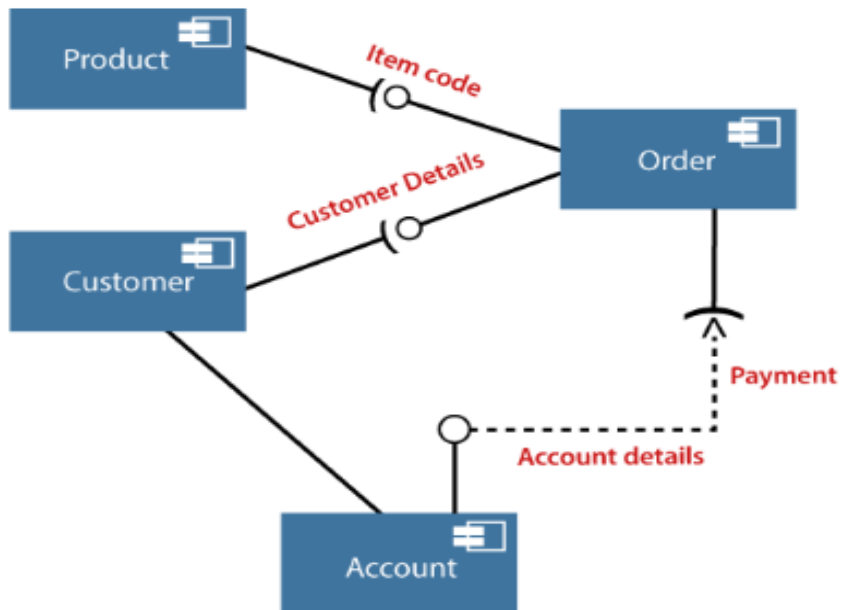 Product
Item code
Order
Customer Details
Customer
Payment
Account details
Account